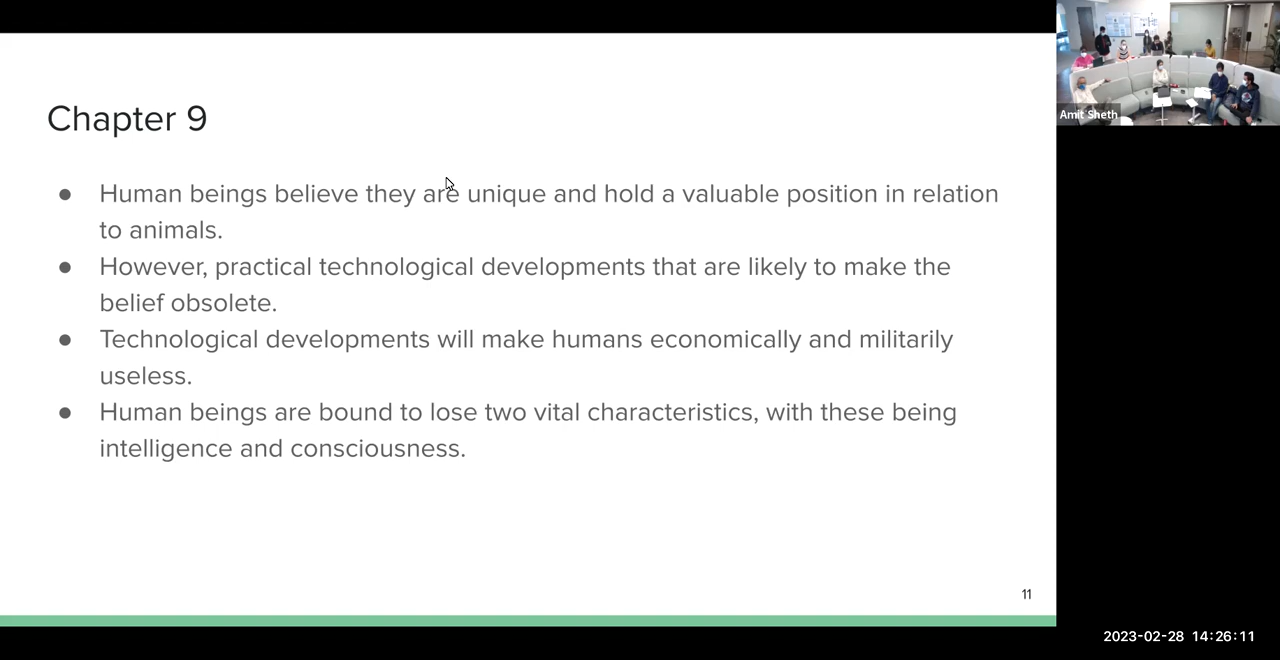 Chapter 9
● Human beings believe they are unique and hold a valuable position in relation
to animals.
● However, practical technological developments that are likely to make the
belief obsolete.
● Technological developments will make humans economically and militarily
useless.
● Human beings are bound to lose two vital characteristics, with these being
intelligence and consciousness.
11
Amit Sheth
2023-02-28 14:26:11